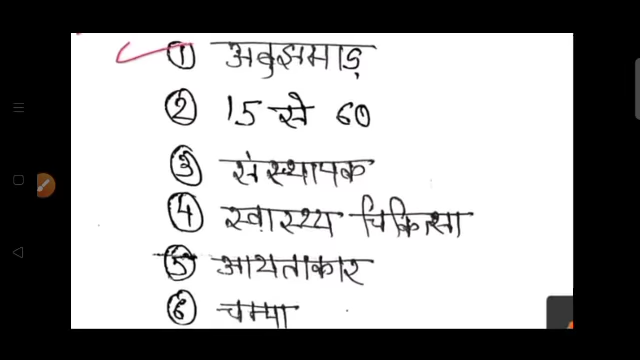 ① अबुझमाड़
② 15 से 60
③ संस्थापक
④ स्वास्थ्य चिकित्सा
⑤ आयताकार
⑥ चम्पा